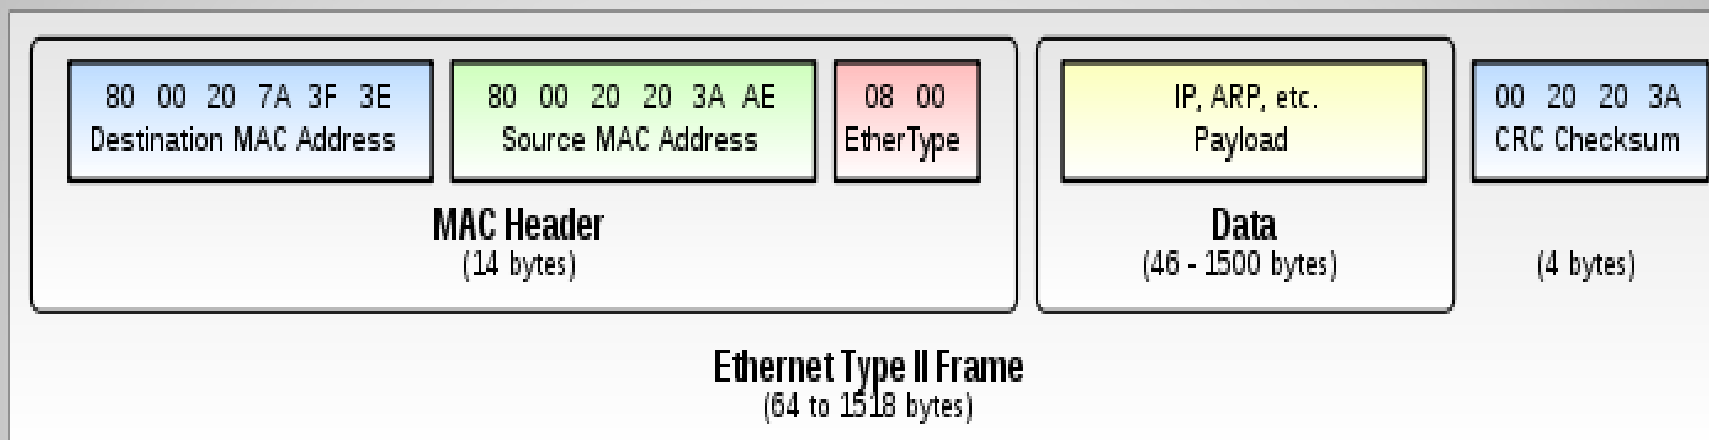 80 00 20 7A 3F 3E
Destination MAC Address
80 00 20 20 3A AE
Source MAC Address
08 00
EtherType
MAC Header
(14 bytes)
IP, ARP, etc.
Payload
Data
(46 - 1500 bytes)
00 20 20 3A
CRC Checksum
(4 bytes)
Ethernet Type II Frame
(64 to 1518 bytes)